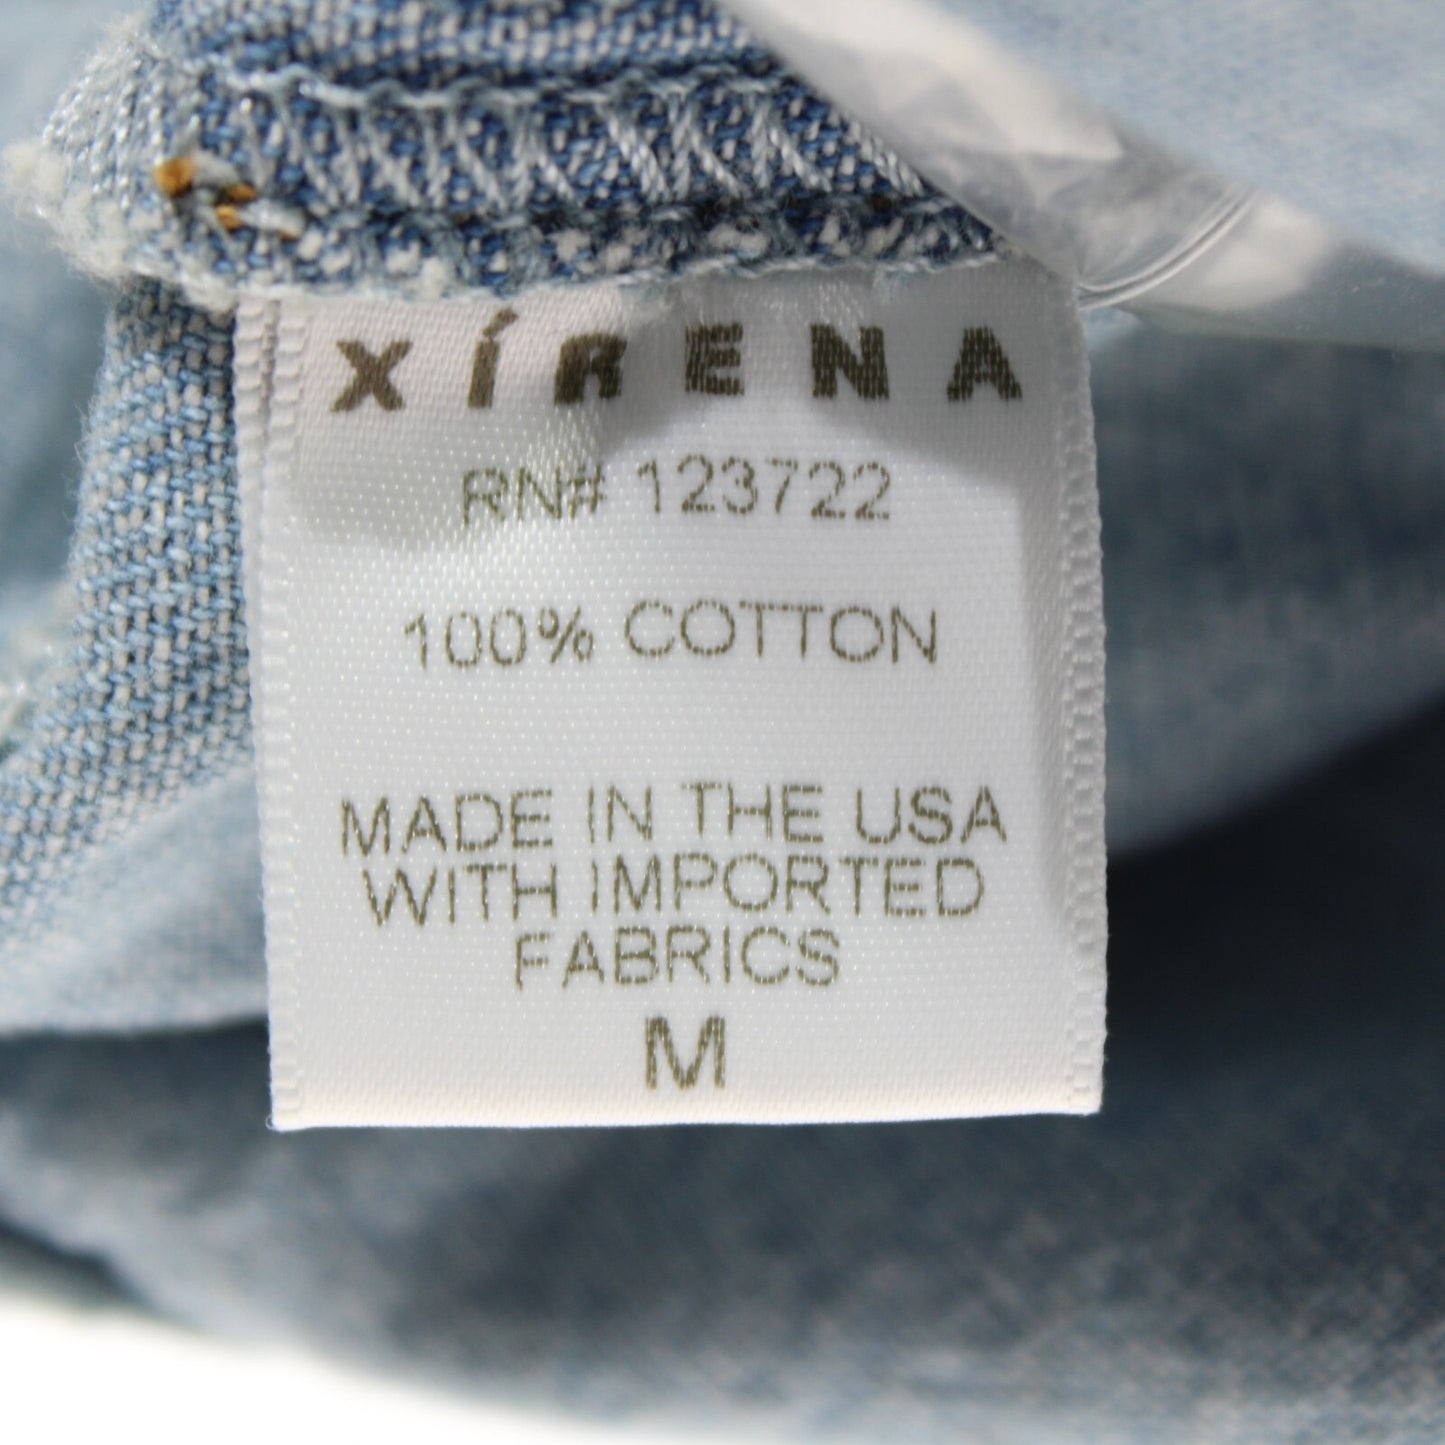 XÍRENA
RN# 123722
100% COTTON
MADE IN THE USA
WITH IMPORTED
FABRICS
M